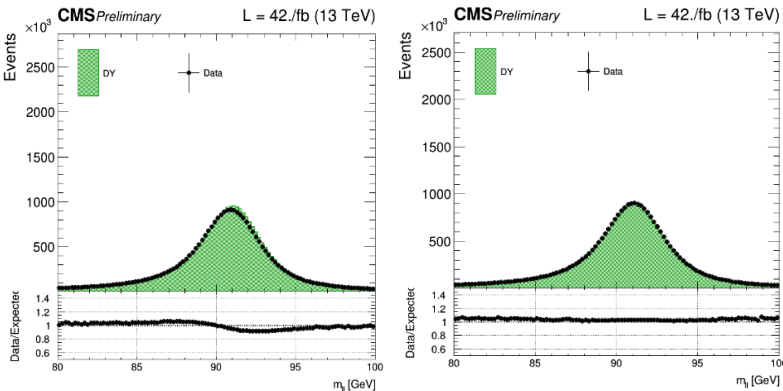 CMS Preliminary L = 42./fb (13 TeV)
×10³
Events
2500
2000
1500
1000
500
DY
Data
Data/Expected
1.4
1.2
1
0.8
0.6
80 85 90 95 100
m_ll [GeV]
CMS Preliminary L = 42./fb (13 TeV)
×10³
Events
2500
2000
1500
1000
500
DY
Data
Data/Expected
1.4
1.2
1
0.8
0.6
80 85 90 95 100
m_ll [GeV]